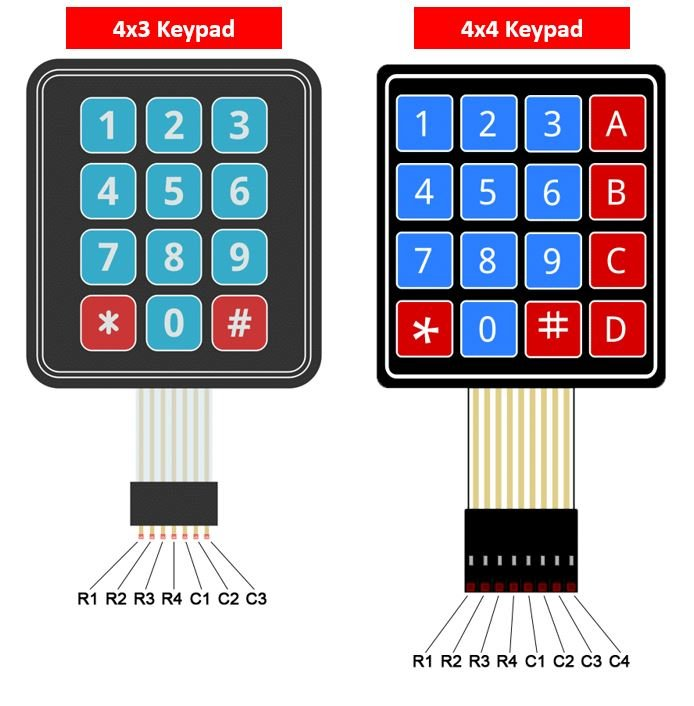 4x3 Keypad
1 2 3
4 5 6
7 8 9
* 0 #
R1 R2 R3 R4 C1 C2 C3
4x4 Keypad
1 2 3 A
4 5 6 B
7 8 9 C
* 0 # D
R1 R2 R3 R4 C1 C2 C3 C4